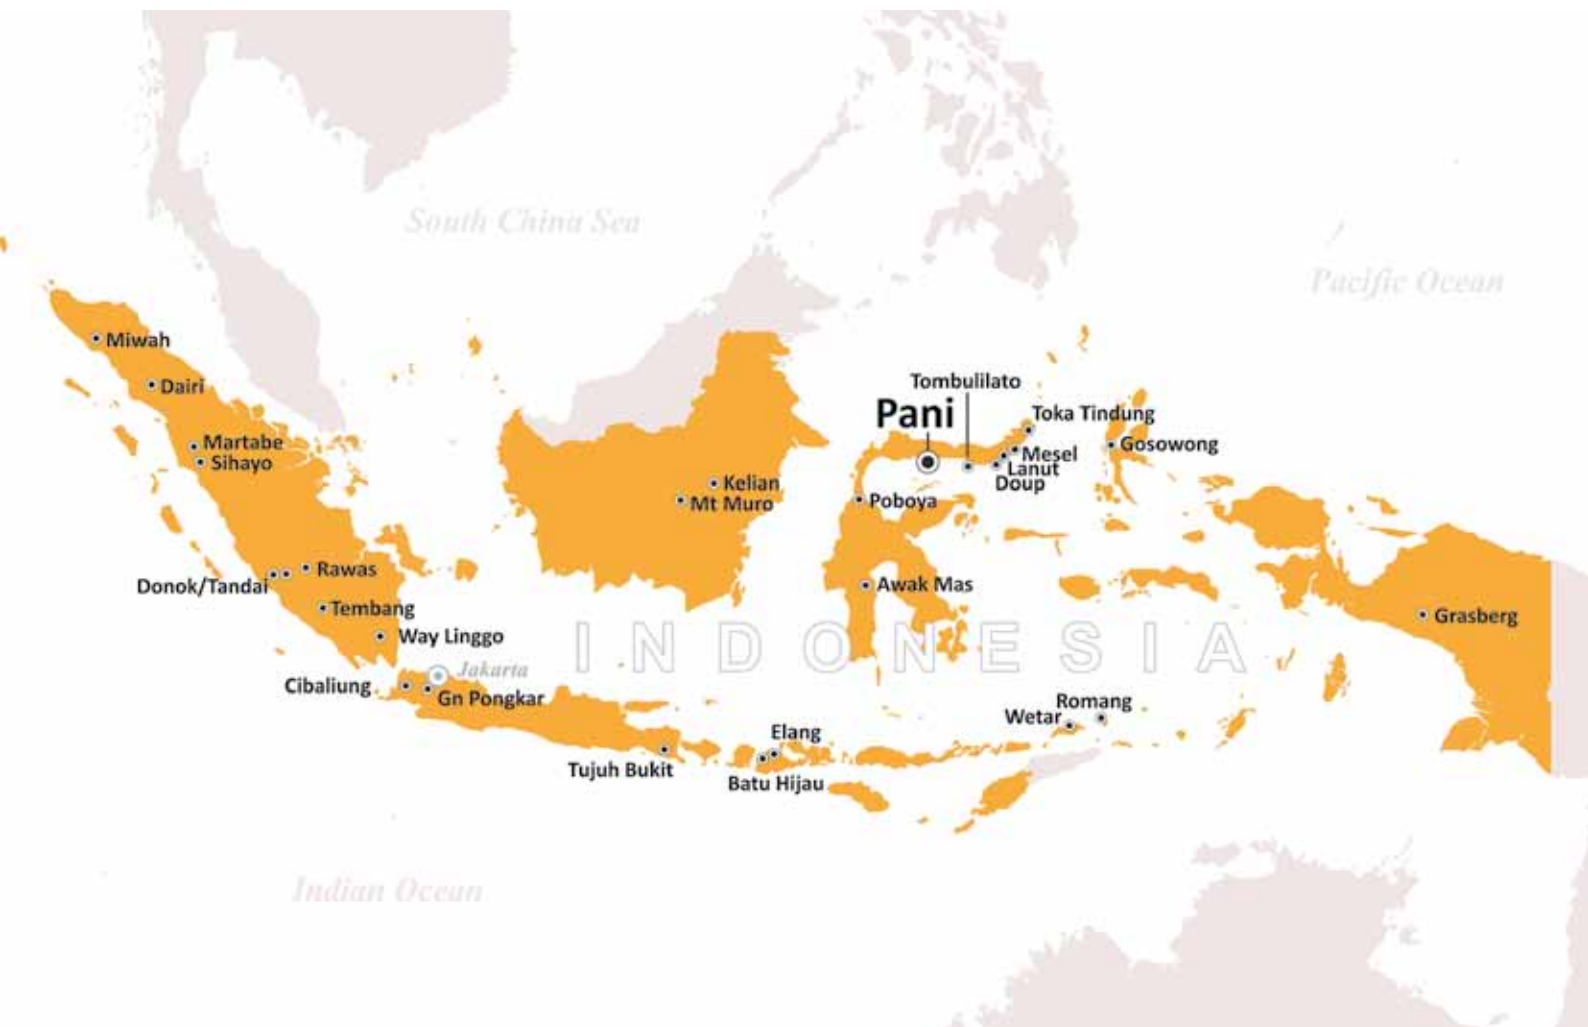 South China Sea
Pacific Ocean
Miwah
Dairi
Martabe
Sihayo
Tombulilato
Pani
Toka Tindung
Gosowong
Mesel
Lanut
Doup
Kelian
Mt Muro
Poboya
Rawas
Donok/Tandai
Tembang
Awak Mas
Grasberg
Way Linggo
INDONESIA
Jakarta
Cibaliung
Gn Pongkar
Romang
Wetar
Elang
Tujuh Bukit
Batu Hijau
Indian Ocean